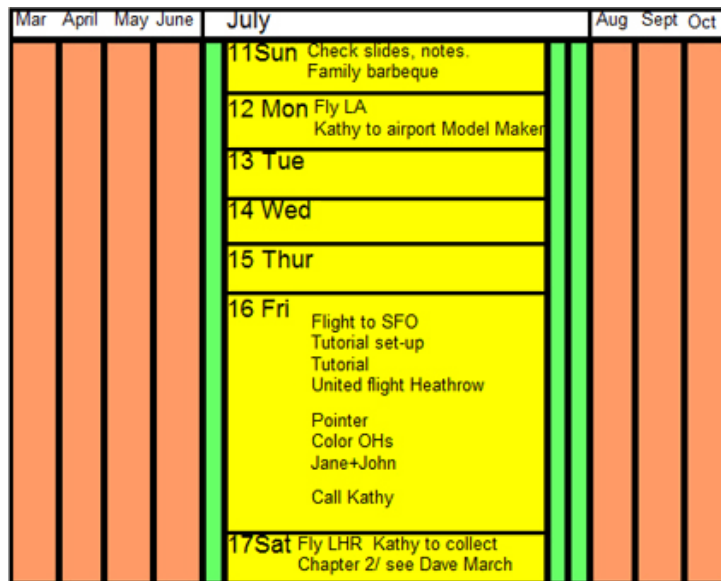 Mar April May June July Aug Sept Oct
11Sun Check slides, notes.
Family barbeque
12 Mon Fly LA
Kathy to airport Model Maker
13 Tue
14 Wed
15 Thur
16 Fri
Flight to SFO
Tutorial set-up
Tutorial
United flight Heathrow
Pointer
Color OHs
Jane+John
Call Kathy
17Sat Fly LHR Kathy to collect
Chapter 2/ see Dave March